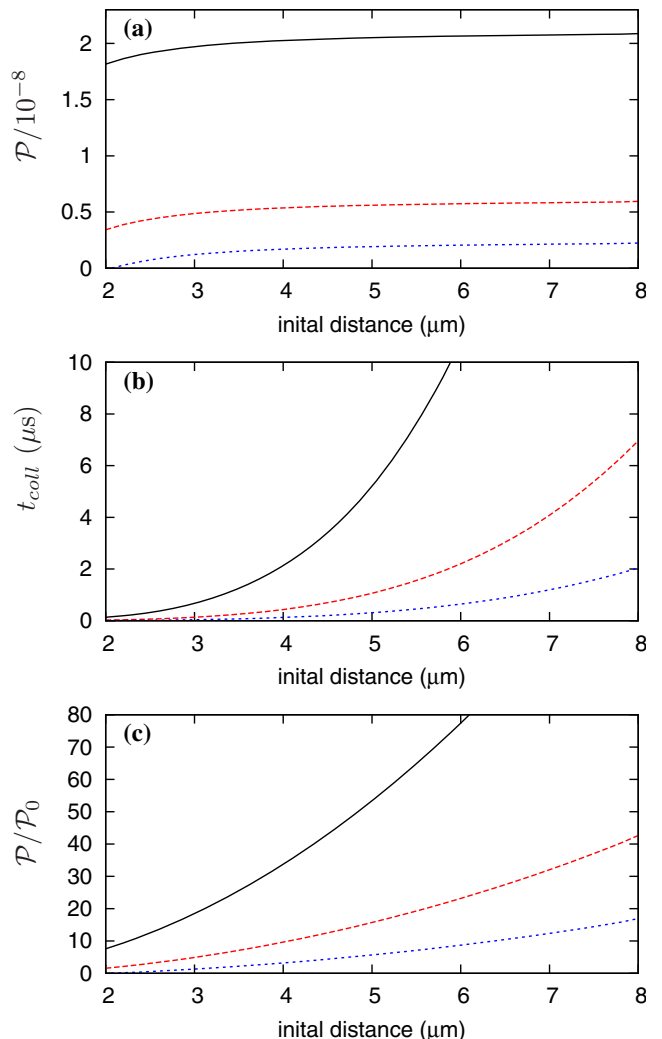 (a)
2
1.5
1
0.5
0
P/10⁻⁸
2 3 4 5 6 7 8
inital distance (μm)
(b)
10
8
6
4
2
0
t_coll (μs)
2 3 4 5 6 7 8
inital distance (μm)
(c)
80
70
60
50
40
30
20
10
0
P/P₀
2 3 4 5 6 7 8
inital distance (μm)